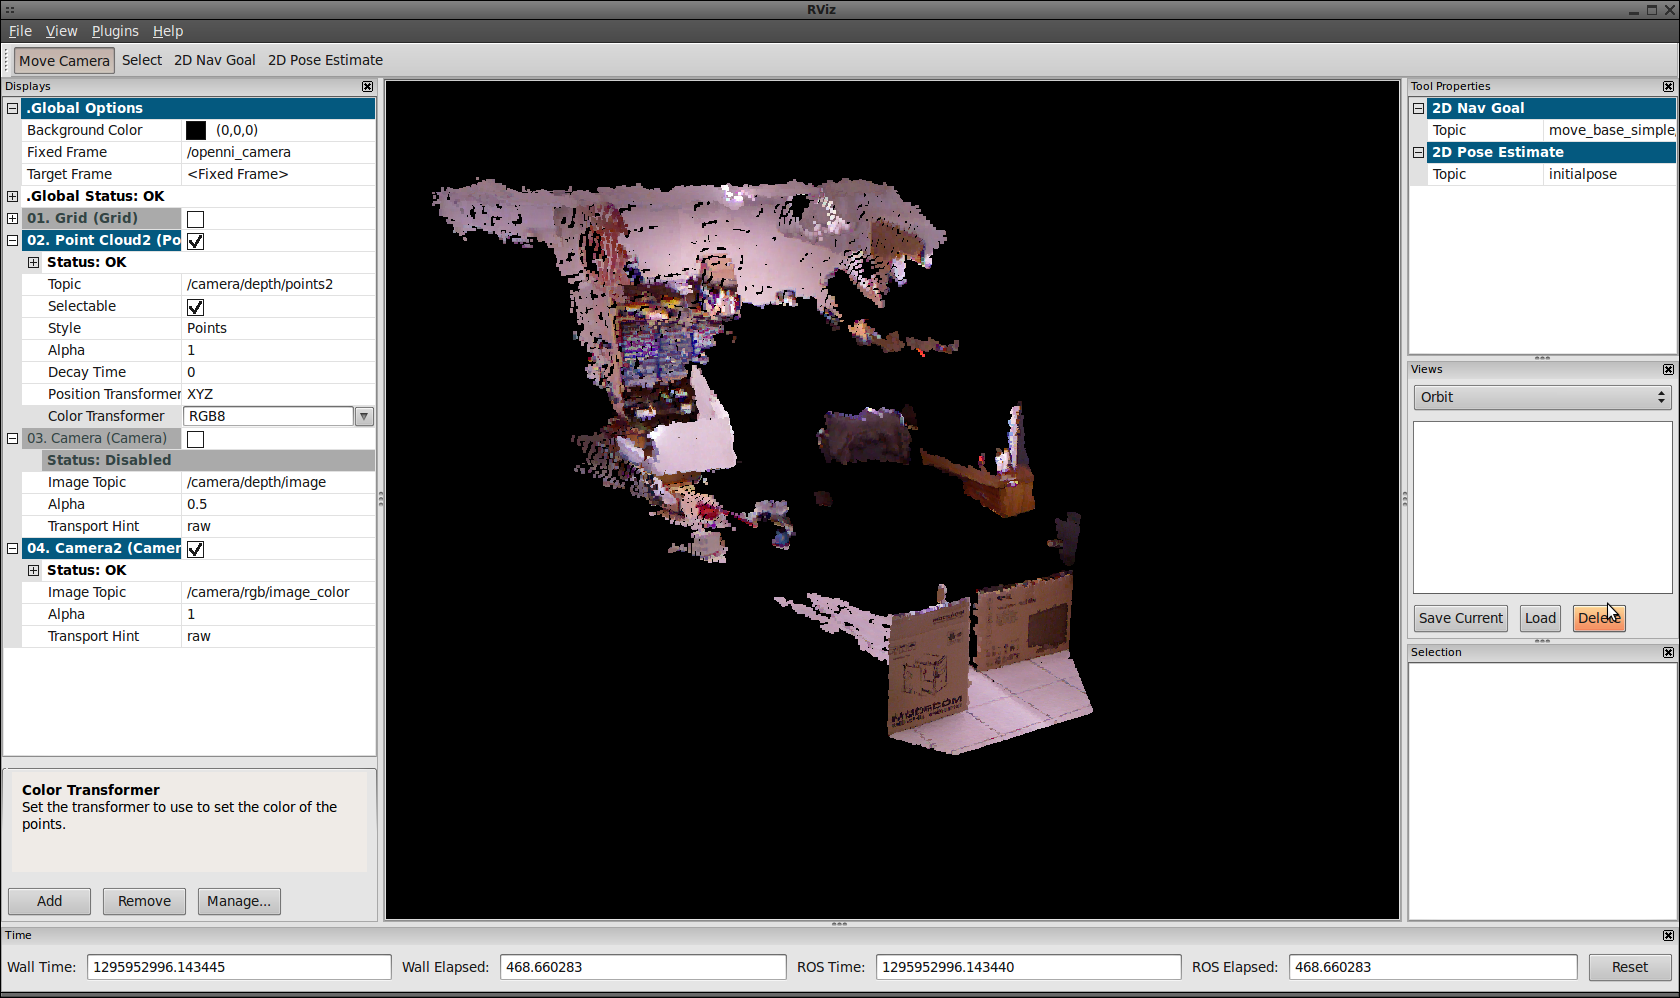 RViz
File View Plugins Help
Move Camera Select 2D Nav Goal 2D Pose Estimate
Displays
.Global Options
Background Color (0,0,0)
Fixed Frame /openni_camera
Target Frame <Fixed Frame>
.Global Status: OK
01. Grid (Grid)
02. Point Cloud2 (Po
Status: OK
Topic /camera/depth/points2
Selectable
Style Points
Alpha 1
Decay Time 0
Position Transformer XYZ
Color Transformer RGB8
03. Camera (Camera)
Status: Disabled
Image Topic /camera/depth/image
Alpha 0.5
Transport Hint raw
04. Camera2 (Camer
Status: OK
Image Topic /camera/rgb/image_color
Alpha 1
Transport Hint raw
Color Transformer
Set the transformer to use to set the color of the
points.
Add Remove Manage...
Tool Properties
2D Nav Goal
Topic move_base_simple
2D Pose Estimate
Topic initialpose
Views
Orbit
Save Current Load Delete
Selection
Time
Wall Time: 1295952996.143445 Wall Elapsed: 468.660283 ROS Time: 1295952996.143440 ROS Elapsed: 468.660283 Reset